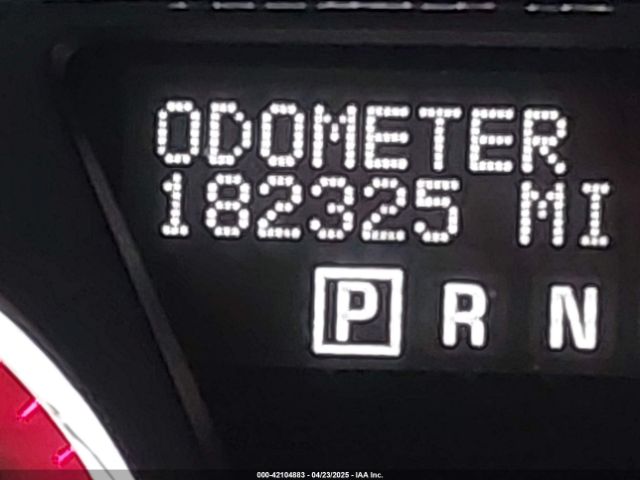 ODOMETER
182325 MI
P R N
000-42104883 - 04/23/2025 - IAA Inc.